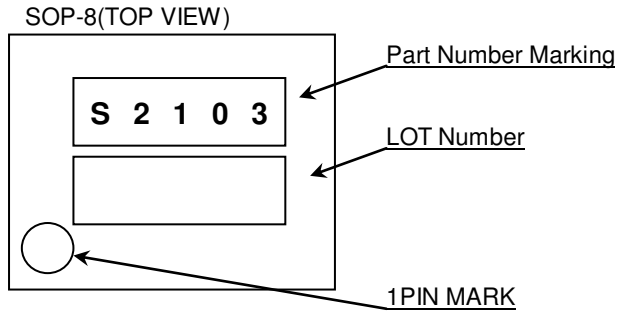 SOP-8(TOP VIEW)
Part Number Marking
S 2 1 0 3
LOT Number
1PIN MARK